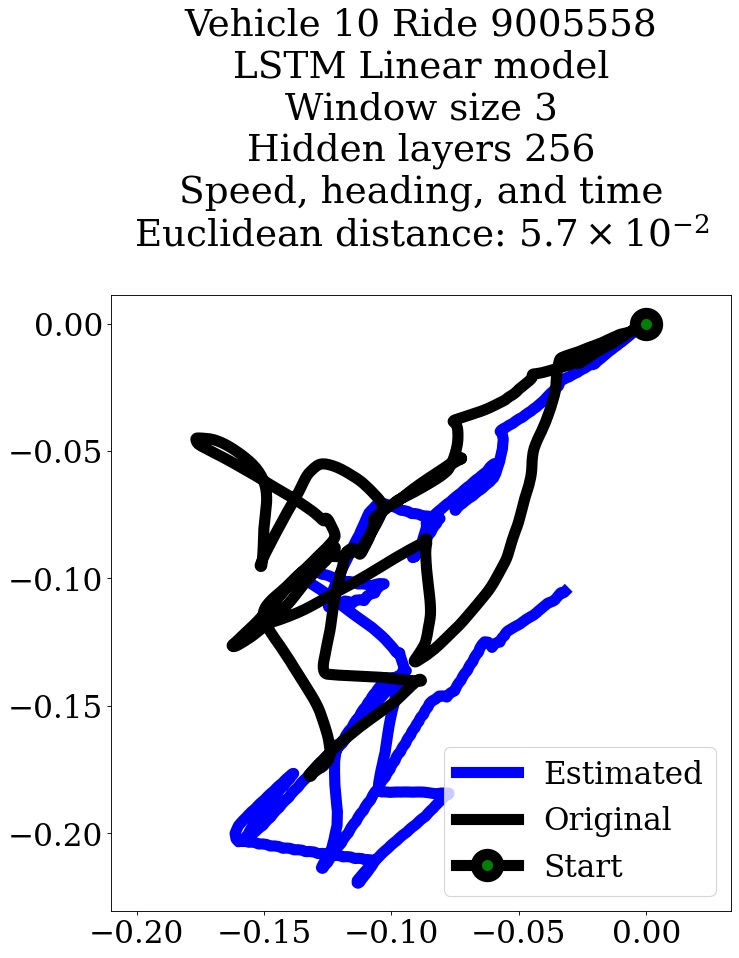 Vehicle 10 Ride 9005558
LSTM Linear model
Window size 3
Hidden layers 256
Speed, heading, and time
Euclidean distance: 5.7 × 10⁻²
0.00
−0.05
−0.10
−0.15
−0.20
Estimated
Original
Start
−0.20 −0.15 −0.10 −0.05 0.00